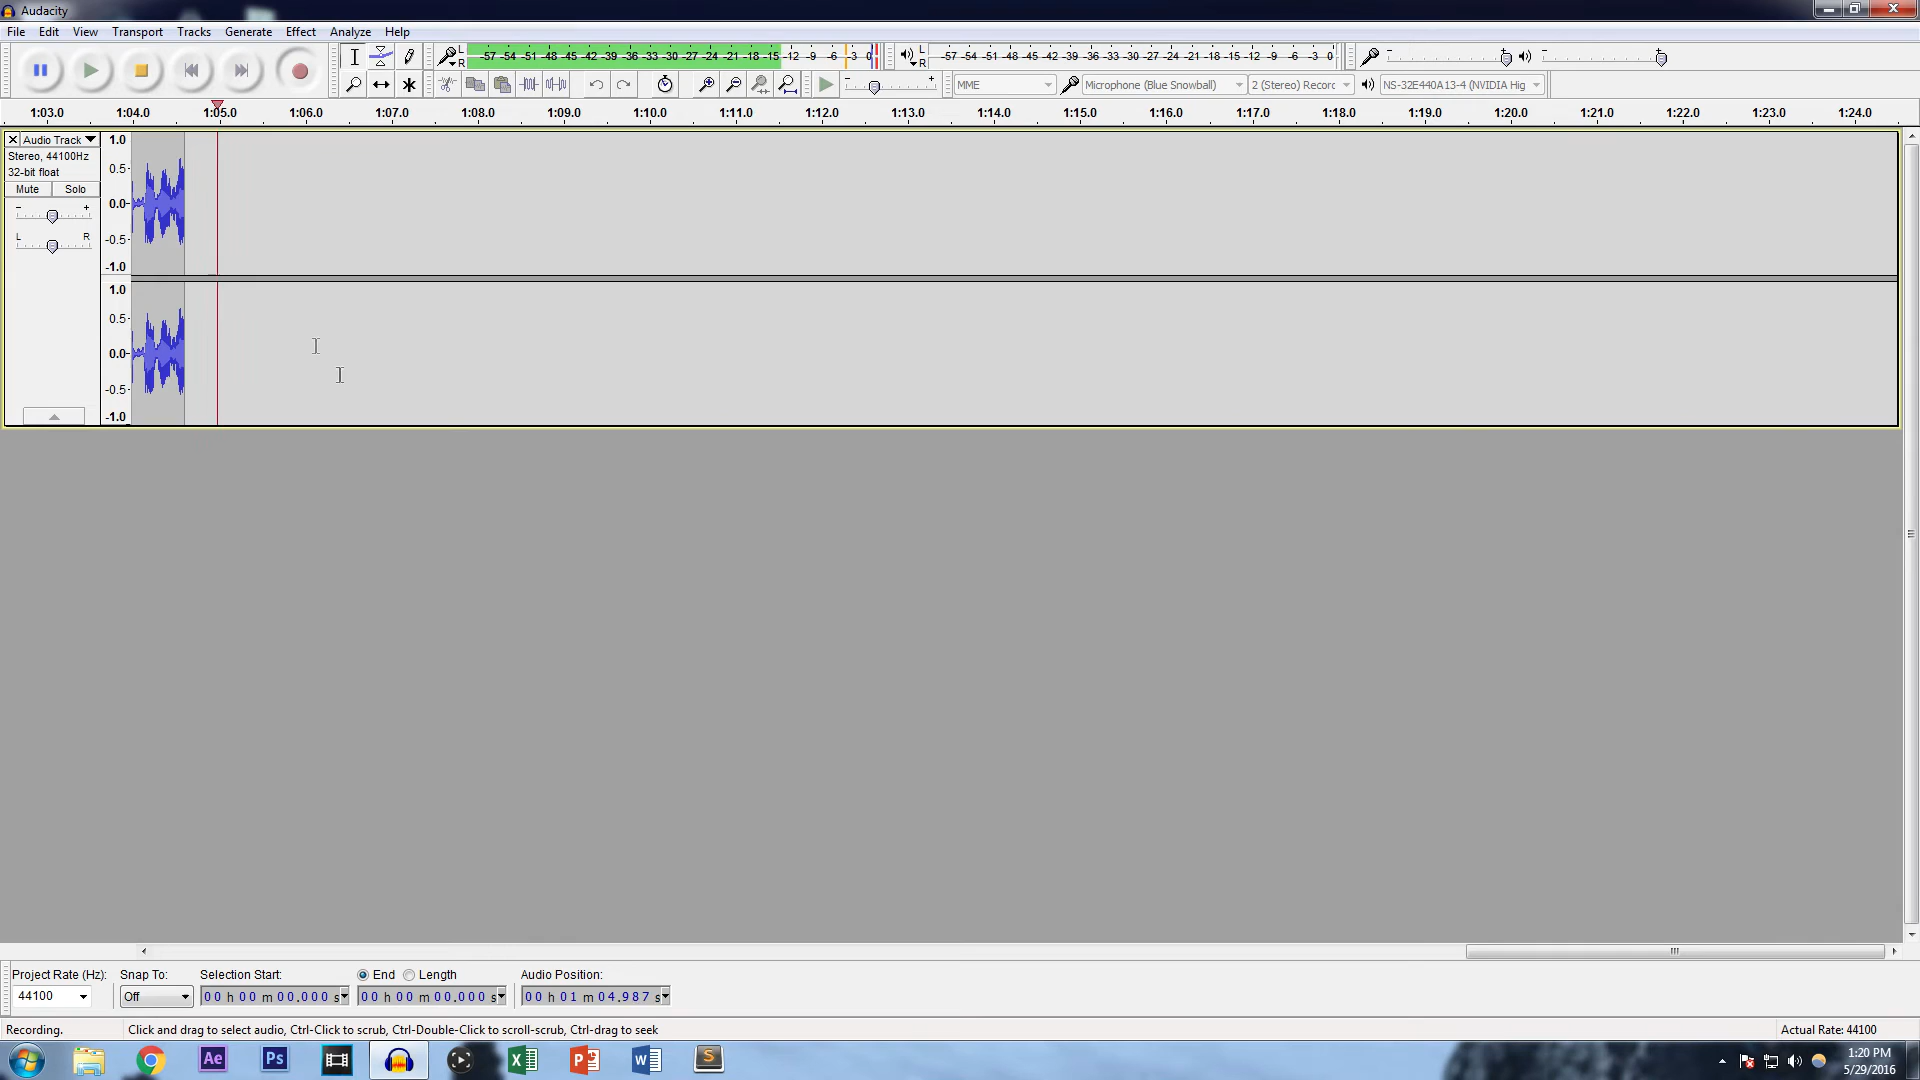 Audacity
File Edit View Transport Tracks Generate Effect Analyze Help
L R -57 -54 -51 -48 -45 -42 -39 -36 -33 -30 -27 -24 -21 -18 -15 -12 -9 -6 -3 0 L R -57 -54 -51 -48 -45 -42 -39 -36 -33 -30 -27 -24 -21 -18 -15 -12 -9 -6 -3 0 - + - +
- + MME Microphone (Blue Snowball) 2 (Stereo) Recorc NS-32E440A13-4 (NVIDIA Hig
1:03.0 1:04.0 1:05.0 1:06.0 1:07.0 1:08.0 1:09.0 1:10.0 1:11.0 1:12.0 1:13.0 1:14.0 1:15.0 1:16.0 1:17.0 1:18.0 1:19.0 1:20.0 1:21.0 1:22.0 1:23.0 1:24.0
Audio Track 1.0
Stereo, 44100Hz
32-bit float 0.5
Mute Solo
- + 0.0
L R -0.5
-1.0
1.0
0.5
0.0
-0.5
-1.0
Project Rate (Hz): Snap To: Selection Start: End Length Audio Position:
44100 Off 00 h 00 m 00.000 s 00 h 00 m 00.000 s 00 h 01 m 04.987 s
Recording. Click and drag to select audio, Ctrl-Click to scrub, Ctrl-Double-Click to scroll-scrub, Ctrl-drag to seek Actual Rate: 44100
Ae Ps X P W S 1:20 PM
5/29/2016